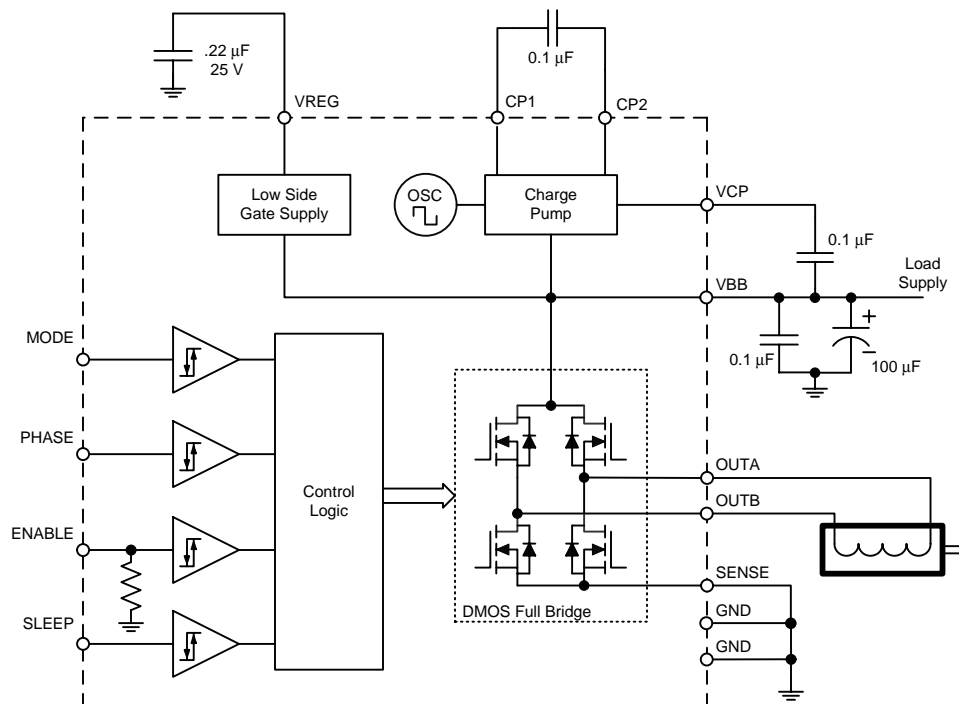 .22 μF
25 V
0.1 μF
VREG
CP1
CP2
Low Side
Gate Supply
OSC
Charge
Pump
VCP
0.1 μF
Load
Supply
VBB
MODE
0.1 μF
+
–
100 μF
PHASE
Control
Logic
OUTA
OUTB
ENABLE
SENSE
DMOS Full Bridge
GND
SLEEP
GND